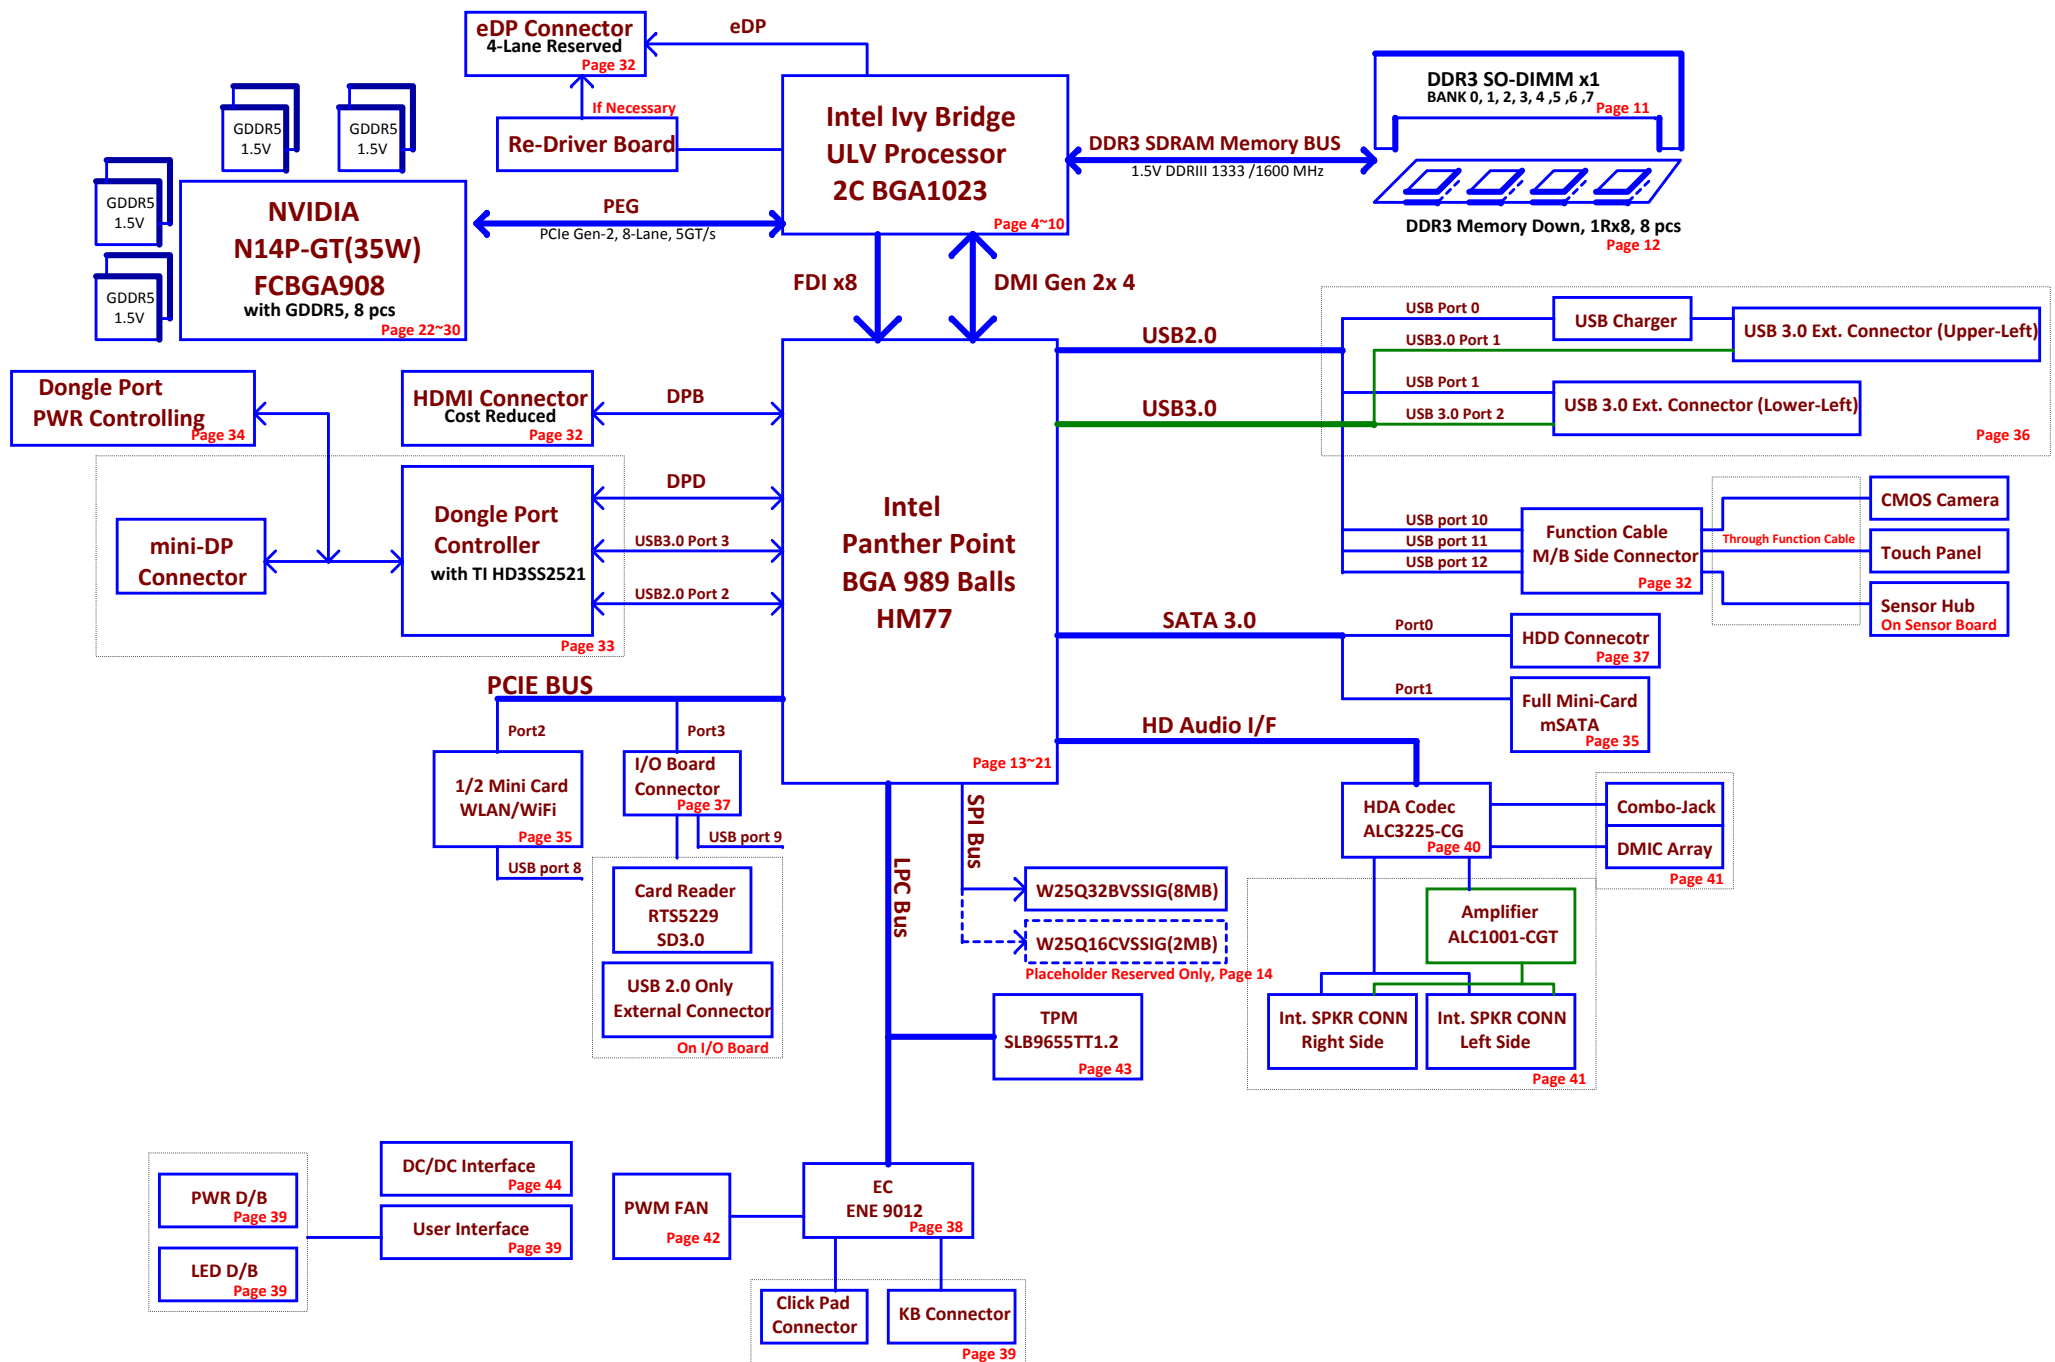 eDP Connector
4-Lane Reserved
Page 32
eDP
If Necessary
Re-Driver Board
Intel Ivy Bridge
ULV Processor
2C BGA1023
Page 4~10
DDR3 SDRAM Memory BUS
1.5V DDRIII 1333 /1600 MHz
DDR3 SO-DIMM x1
BANK 0, 1, 2, 3, 4 ,5 ,6 ,7
Page 11
DDR3 Memory Down, 1Rx8, 8 pcs
Page 12
GDDR5
1.5V
GDDR5
1.5V
GDDR5
1.5V
GDDR5
1.5V
NVIDIA
N14P-GT(35W)
FCBGA908
with GDDR5, 8 pcs
Page 22~30
PEG
PCIe Gen-2, 8-Lane, 5GT/s
FDI x8
DMI Gen 2x 4
USB Port 0
USB Charger
USB 3.0 Ext. Connector (Upper-Left)
USB3.0 Port 1
USB2.0
USB Port 1
USB 3.0 Ext. Connector (Lower-Left)
USB 3.0 Port 2
USB3.0
Page 36
Dongle Port
PWR Controlling
Page 34
HDMI Connector
Cost Reduced
Page 32
DPB
DPD
mini-DP
Connector
Dongle Port
Controller
with TI HD3SS2521
USB3.0 Port 3
USB2.0 Port 2
Page 33
Intel
Panther Point
BGA 989 Balls
HM77
Page 13~21
USB port 10
USB port 11
USB port 12
Function Cable
M/B Side Connector
Page 32
Through Function Cable
CMOS Camera
Touch Panel
Sensor Hub
On Sensor Board
SATA 3.0
Port0
HDD Connecotr
Page 37
Port1
Full Mini-Card
mSATA
Page 35
PCIE BUS
Port2
Port3
1/2 Mini Card
WLAN/WiFi
Page 35
USB port 8
I/O Board
Connector
Page 37
USB port 9
Card Reader
RTS5229
SD3.0
USB 2.0 Only
External Connector
On I/O Board
HD Audio I/F
HDA Codec
ALC3225-CG
Page 40
Combo-Jack
DMIC Array
Page 41
Amplifier
ALC1001-CGT
Int. SPKR CONN
Right Side
Int. SPKR CONN
Left Side
Page 41
SPI Bus
LPC Bus
W25Q32BVSSIG(8MB)
W25Q16CVSSIG(2MB)
Placeholder Reserved Only, Page 14
TPM
SLB9655TT1.2
Page 43
PWR D/B
Page 39
LED D/B
Page 39
DC/DC Interface
Page 44
User Interface
Page 39
PWM FAN
Page 42
EC
ENE 9012
Page 38
Click Pad
Connector
KB Connector
Page 39